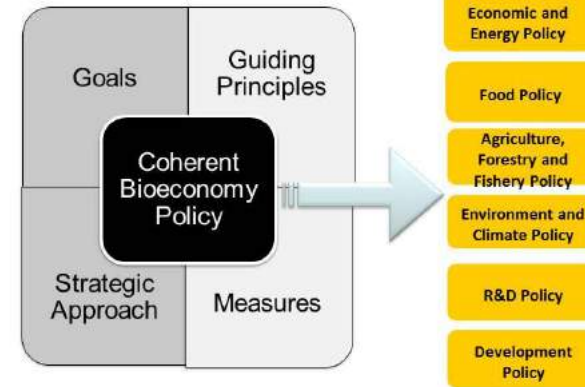 Goals
Guiding
Principles
Coherent
Bioeconomy
Policy
Strategic
Approach
Measures
Economic and
Energy Policy
Food Policy
Agriculture,
Forestry and
Fishery Policy
Environment and
Climate Policy
R&D Policy
Development
Policy